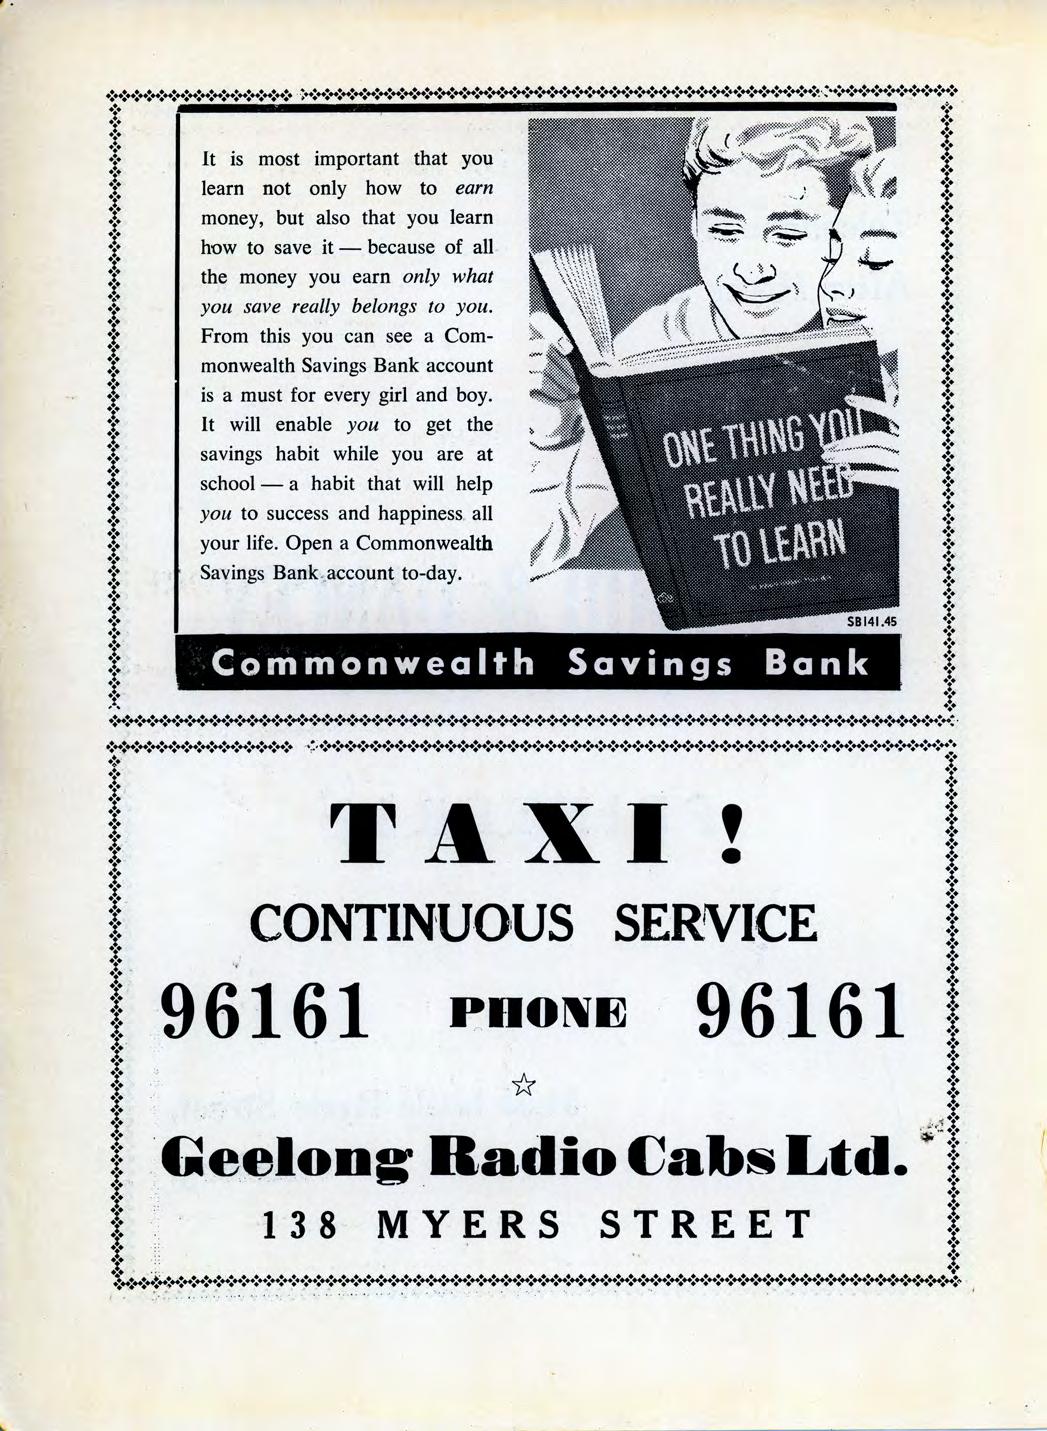 It is most important that you
learn not only how to earn
money, but also that you learn
how to save it — because of all
the money you earn only what
you save really belongs to you.
From this you can see a Com-
monwealth Savings Bank account
is a must for every girl and boy.
It will enable you to get the
savings habit while you are at
school — a habit that will help
you to success and happiness all
your life. Open a Commonwealth
Savings Bank account to-day.
ONE THING YOU
REALLY NEED
TO LEARN
SB141.45
Commonwealth Savings Bank
TAXI!
CONTINUOUS SERVICE
96161 PHONE 96161
Geelong Radio Cabs Ltd.
138 MYERS STREET